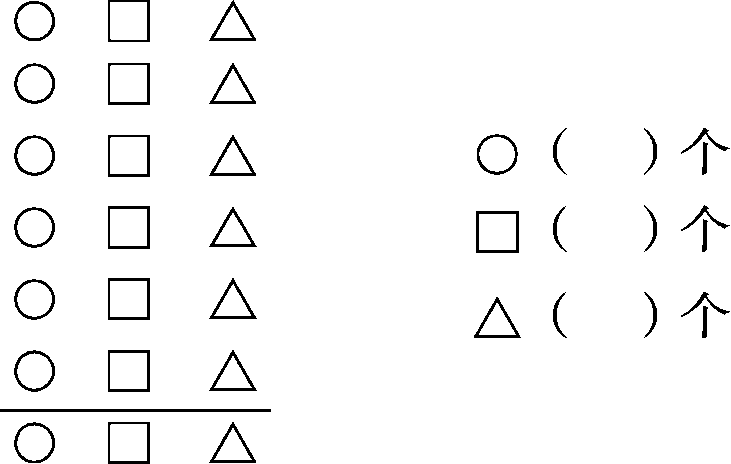 ○ ( ) 个
□ ( ) 个
△ ( ) 个